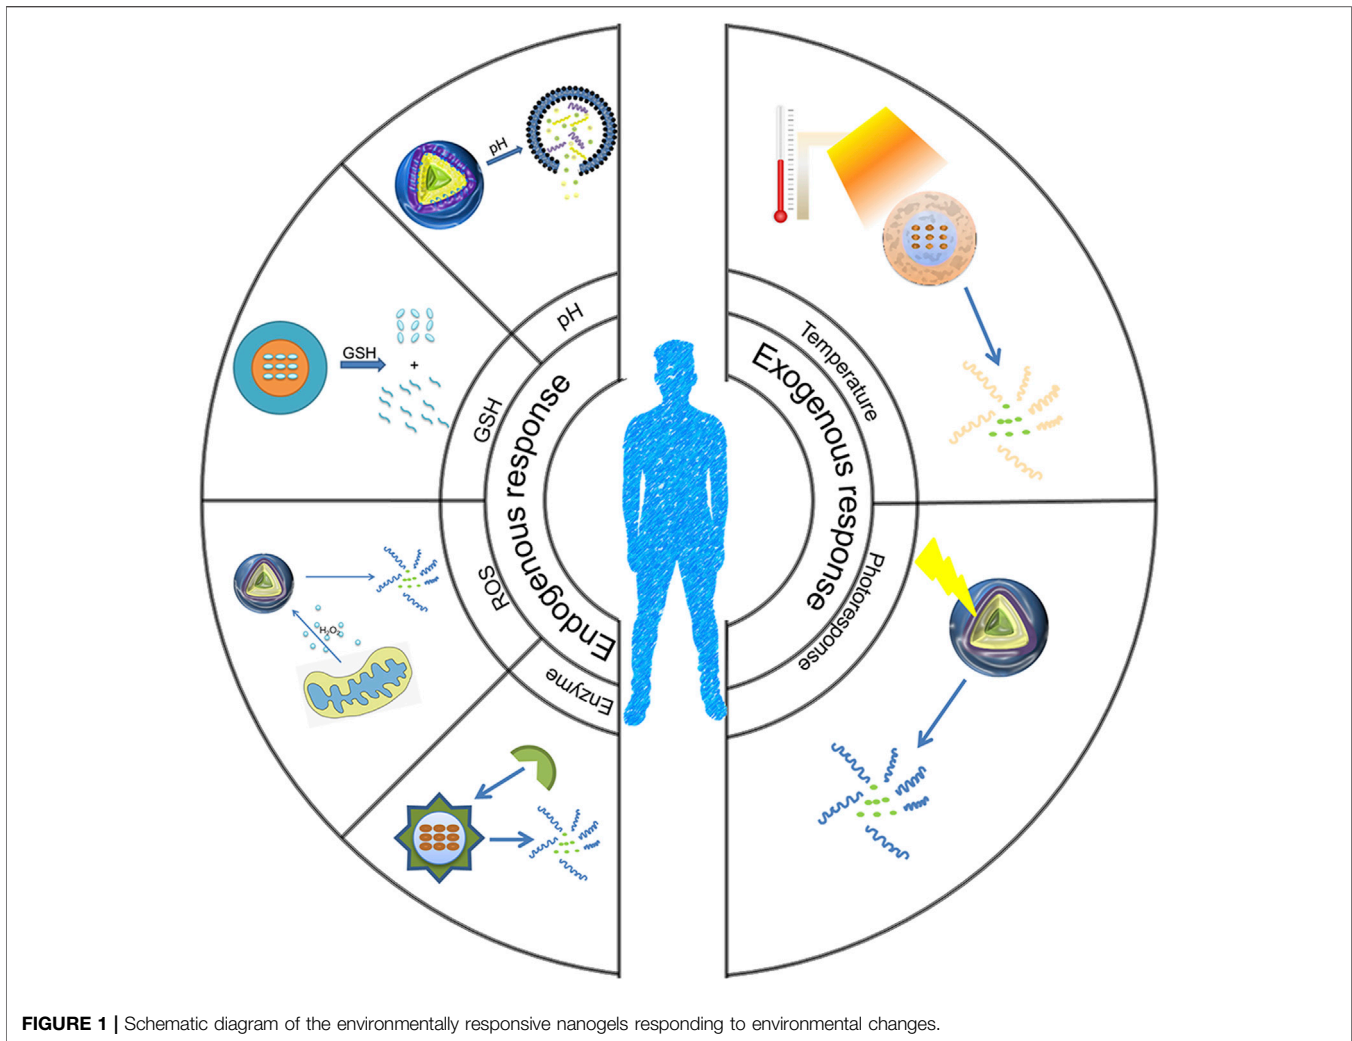 pH
GSH
+
H₂O₂
pH
GSH
ROS
Enzyme
Endogenous response
Exogenous response
Temperature
Photoresponse
FIGURE 1 | Schematic diagram of the environmentally responsive nanogels responding to environmental changes.